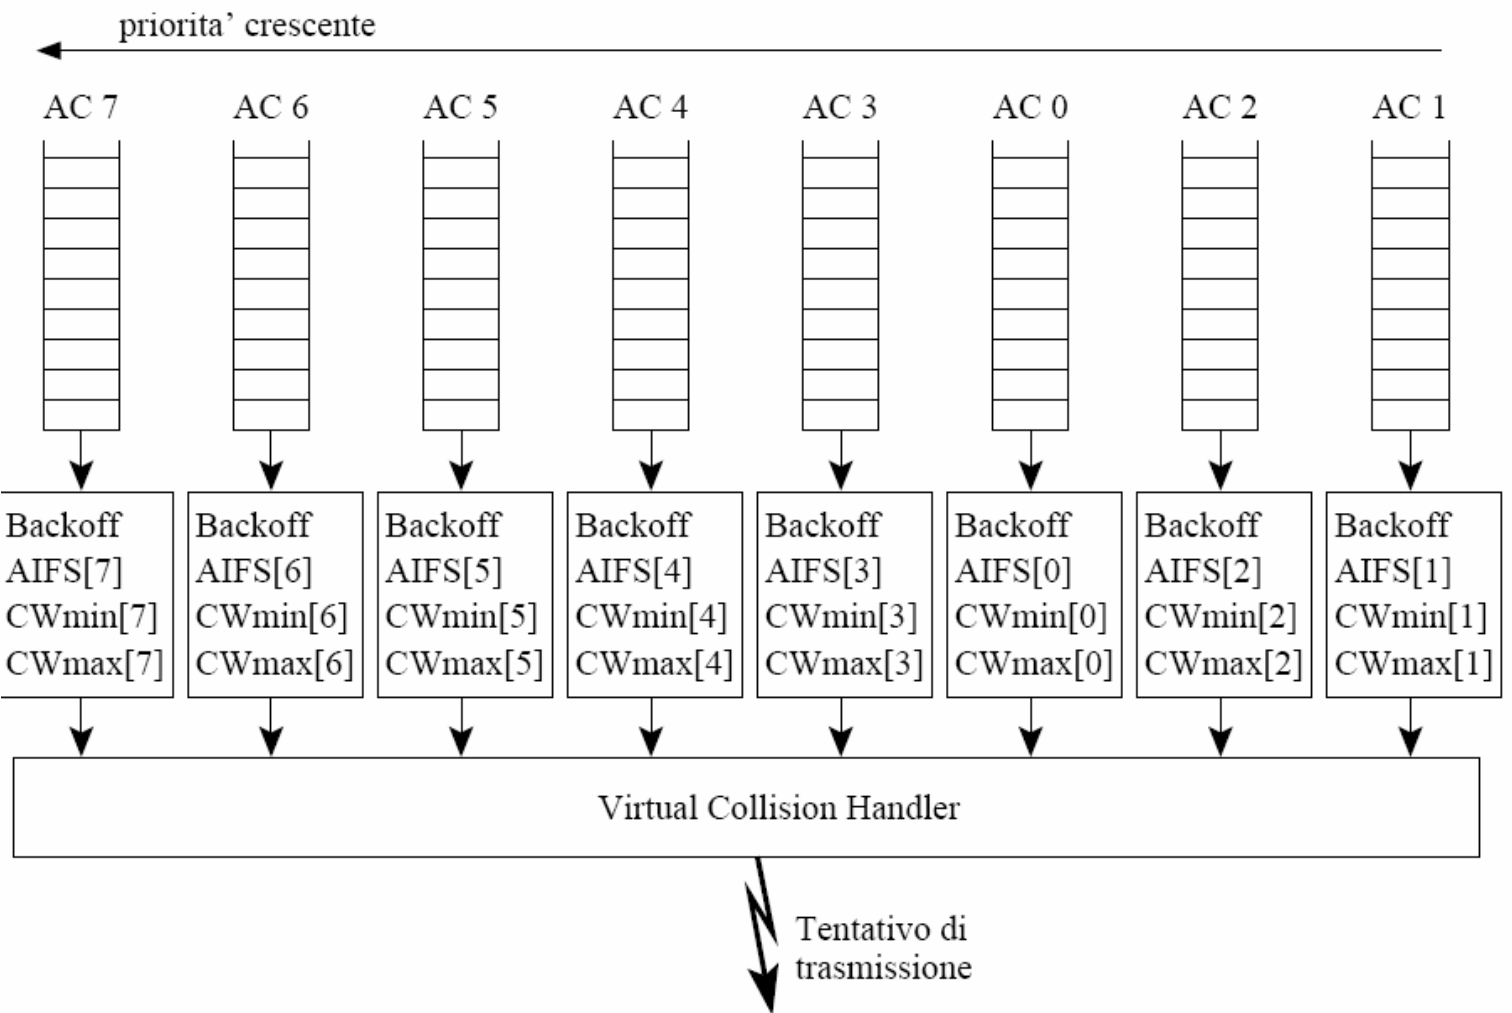 priorita' crescente
AC 7
AC 6
AC 5
AC 4
AC 3
AC 0
AC 2
AC 1
Backoff
AIFS[7]
CWmin[7]
CWmax[7]
Backoff
AIFS[6]
CWmin[6]
CWmax[6]
Backoff
AIFS[5]
CWmin[5]
CWmax[5]
Backoff
AIFS[4]
CWmin[4]
CWmax[4]
Backoff
AIFS[3]
CWmin[3]
CWmax[3]
Backoff
AIFS[0]
CWmin[0]
CWmax[0]
Backoff
AIFS[2]
CWmin[2]
CWmax[2]
Backoff
AIFS[1]
CWmin[1]
CWmax[1]
Virtual Collision Handler
Tentativo di
trasmissione